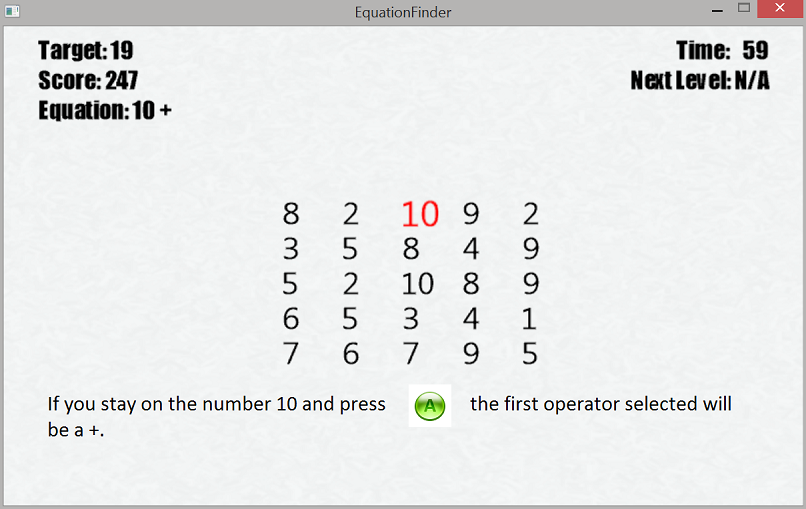 EquationFinder
Target: 19
Time: 59
Score: 247
Next Level: N/A
Equation: 10 +
8 2 10 9 2
3 5 8 4 9
5 2 10 8 9
6 5 3 4 1
7 6 7 9 5
If you stay on the number 10 and press A the first operator selected will
be a +.